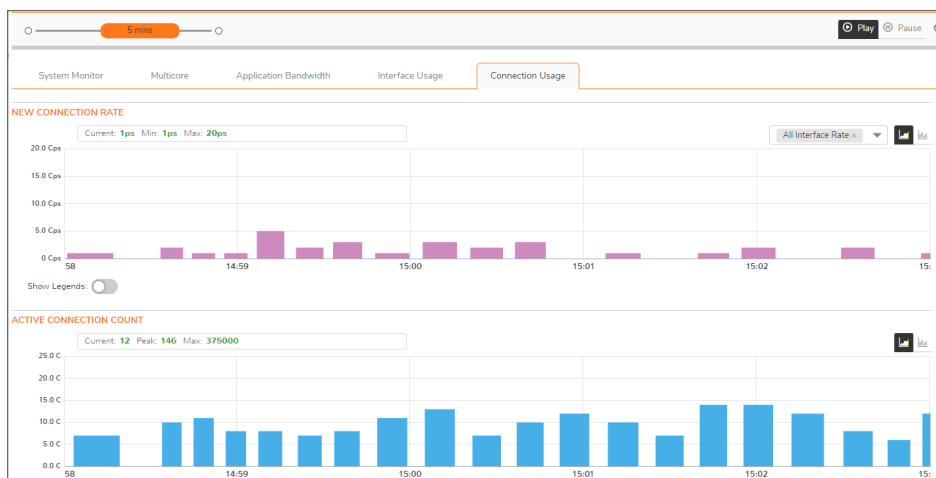 5 mins
Play Pause
System Monitor Multicore Application Bandwidth Interface Usage Connection Usage
NEW CONNECTION RATE
Current: 1ps Min: 1ps Max: 20ps
All Interface Rate ×
20.0 Cps
15.0 Cps
10.0 Cps
5.0 Cps
0 Cps
58 14:59 15:00 15:01 15:02 15:
Show Legends:
ACTIVE CONNECTION COUNT
Current: 12 Peak: 146 Max: 375000
25.0 C
20.0 C
15.0 C
10.0 C
5.0 C
0.0 C
58 14:59 15:00 15:01 15:02 15: